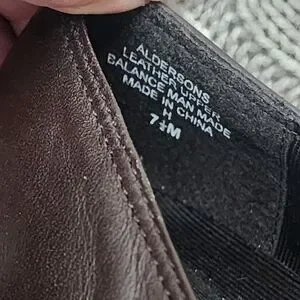 ALDERSONS
LEATHER UPPER
BALANCE MAN MADE
MADE IN CHINA
H
7½M